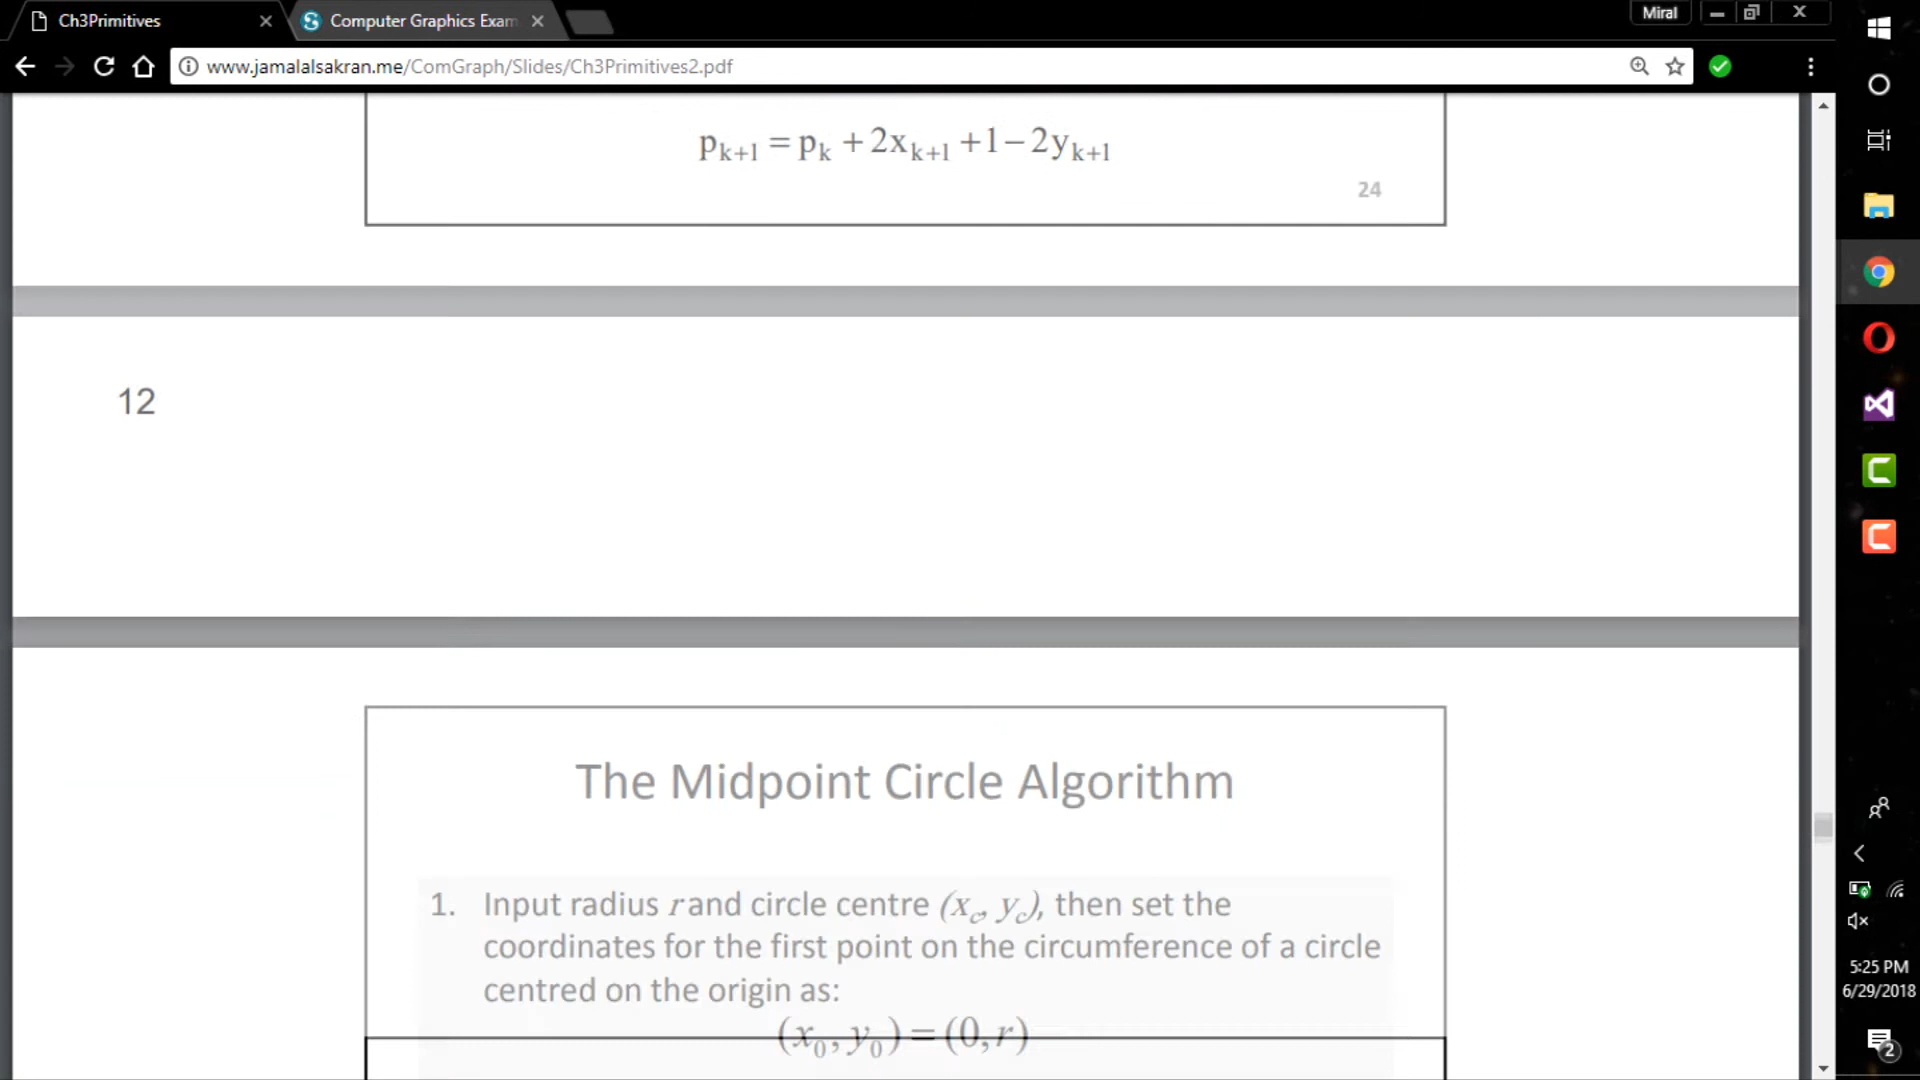 Ch3Primitives
Computer Graphics Exam
Miral
www.jamalalsakran.me/ComGraph/Slides/Ch3Primitives2.pdf
pₖ₊₁ = pₖ + 2xₖ₊₁ + 1 − 2yₖ₊₁
24
12
The Midpoint Circle Algorithm
1. Input radius r and circle centre (x_c, y_c), then set the
coordinates for the first point on the circumference of a circle
centred on the origin as:
(x₀, y₀) = (0, r)
5:25 PM
6/29/2018
2